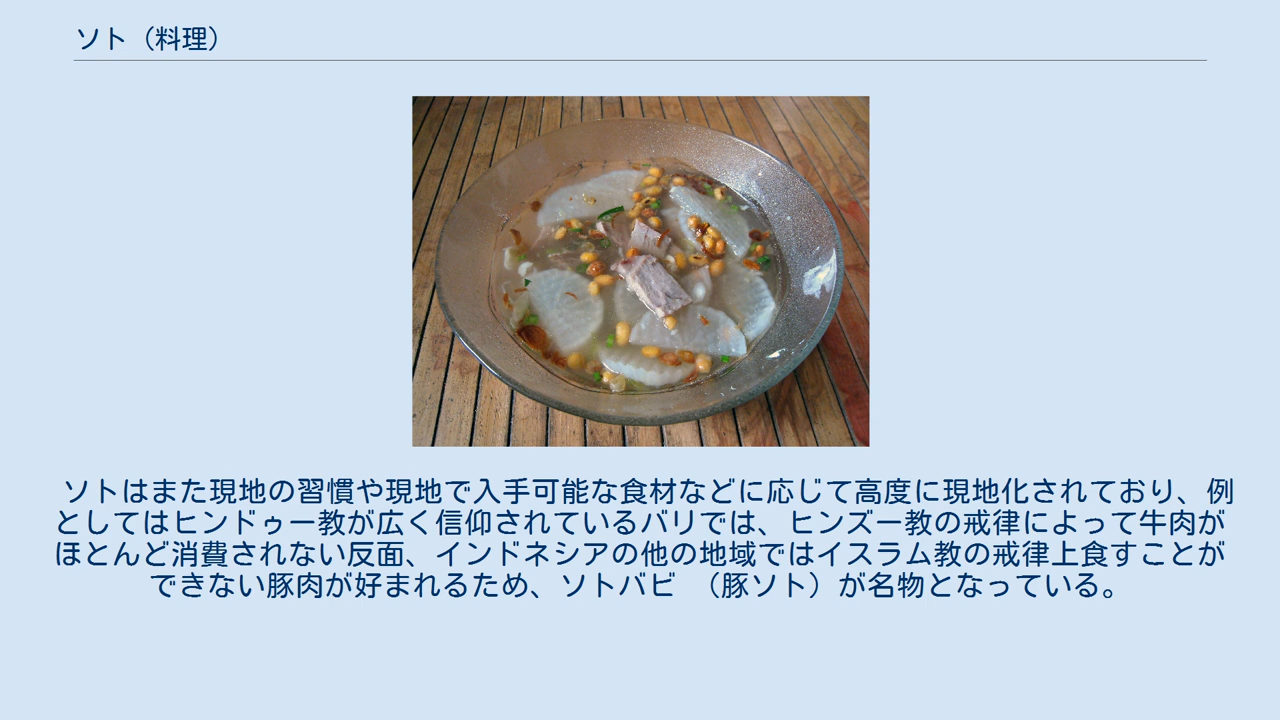 ソト（料理）
ソトはまた現地の習慣や現地で入手可能な食材などに応じて高度に現地化されており、例
としてはヒンドゥー教が広く信仰されているバリでは、ヒンズー教の戒律によって牛肉が
ほとんど消費されない反面、インドネシアの他の地域ではイスラム教の戒律上食すことが
できない豚肉が好まれるため、ソトバビ （豚ソト）が名物となっている。